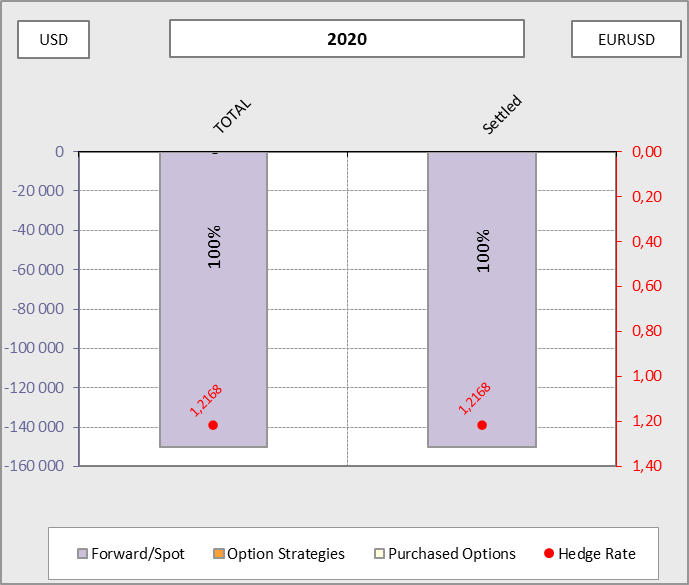 USD
2020
EURUSD
TOTAL
Settled
0
-20 000
-40 000
-60 000
-80 000
-100 000
-120 000
-140 000
-160 000
100%
100%
1,2168
1,2168
0,00
0,20
0,40
0,60
0,80
1,00
1,20
1,40
Forward/Spot
Option Strategies
Purchased Options
Hedge Rate